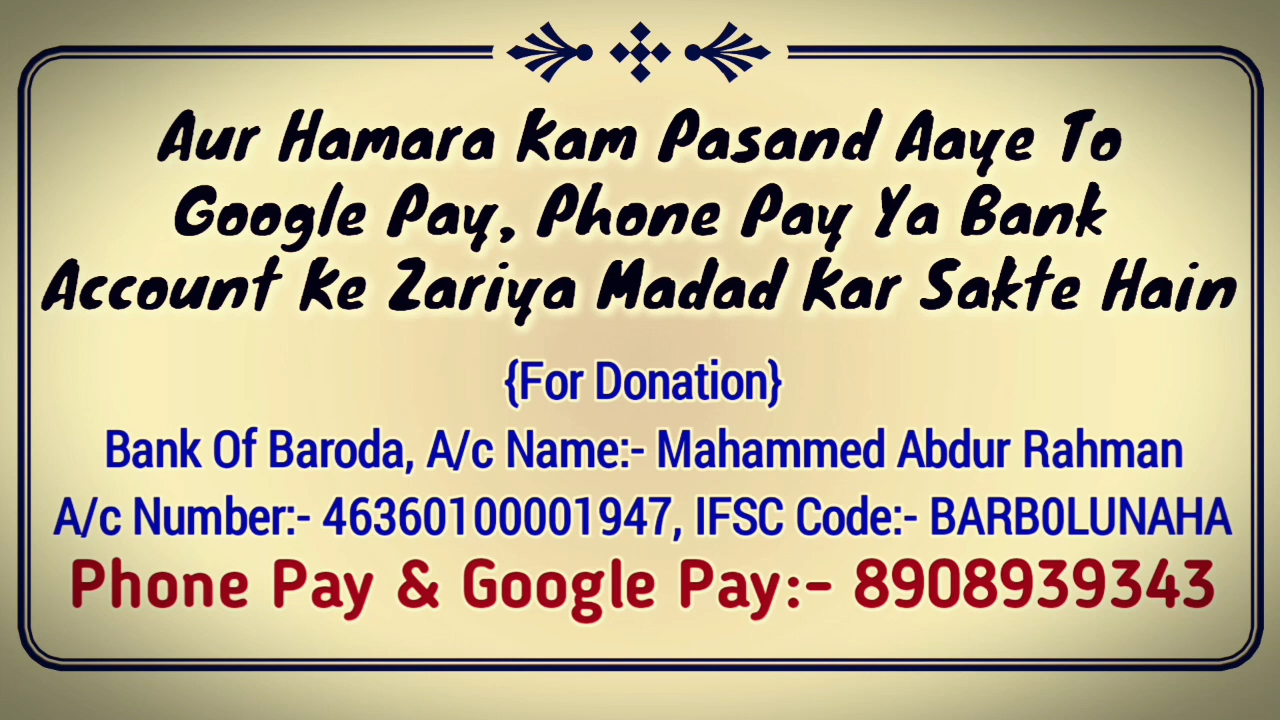 Aur Hamara Kam Pasand Aaye To
Google Pay, Phone Pay Ya Bank
Account Ke Zariya Madad Kar Sakte Hain
{For Donation}
Bank Of Baroda, A/c Name:- Mahammed Abdur Rahman
A/c Number:- 46360100001947, IFSC Code:- BARB0LUNAHA
Phone Pay & Google Pay:- 8908939343